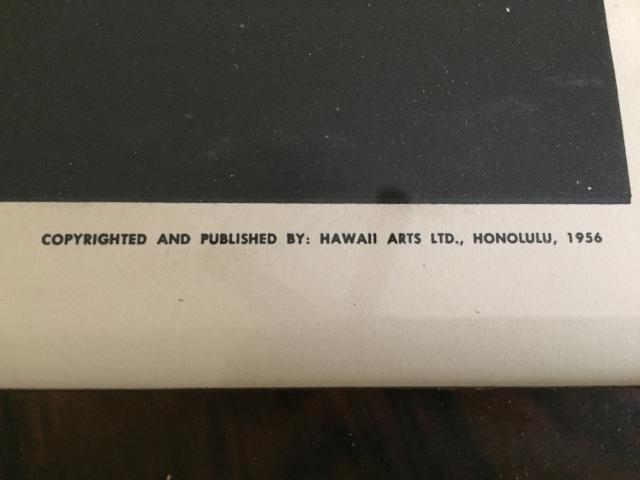 COPYRIGHTED AND PUBLISHED BY: HAWAII ARTS LTD., HONOLULU, 1956